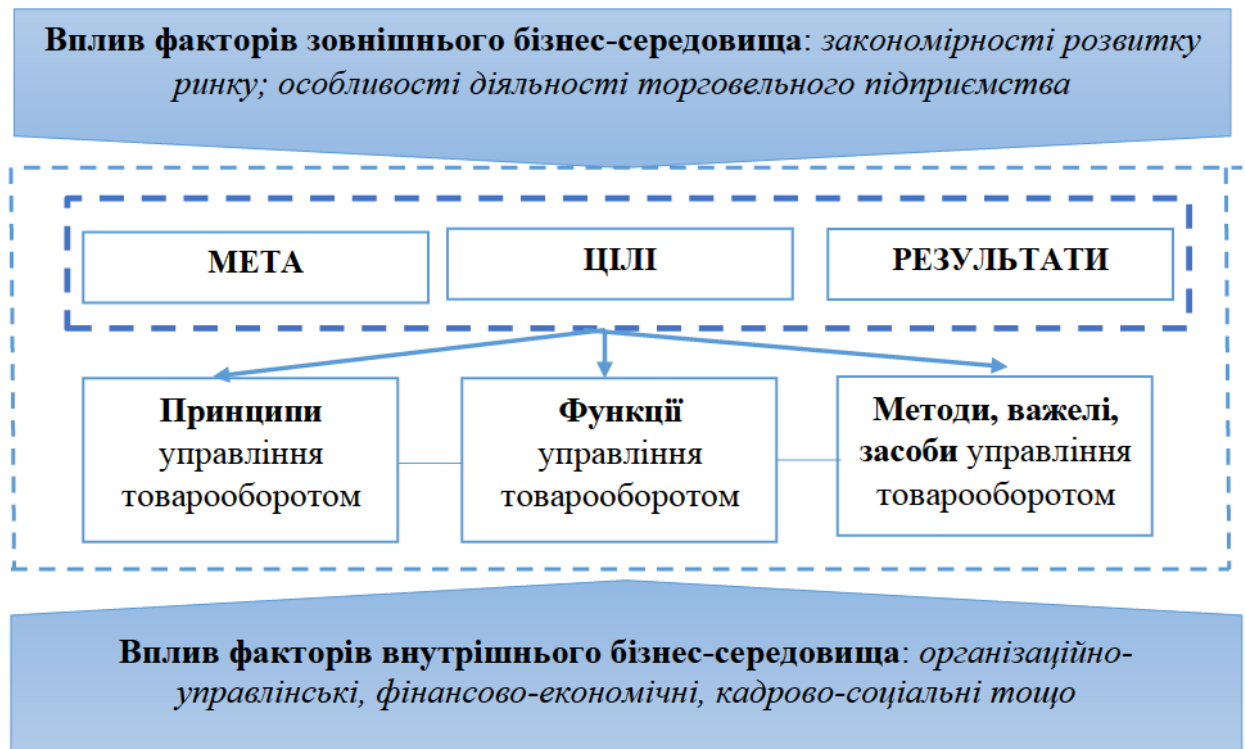 Вплив факторів зовнішнього бізнес-середовища: закономірності розвитку
ринку; особливості діяльності торговельного підприємства
МЕТА
ЦІЛІ
РЕЗУЛЬТАТИ
Принципи
управління
товарооборотом
Функції
управління
товарооборотом
Методи, важелі,
засоби управління
товарооборотом
Вплив факторів внутрішнього бізнес-середовища: організаційно-
управлінські, фінансово-економічні, кадрово-соціальні тощо